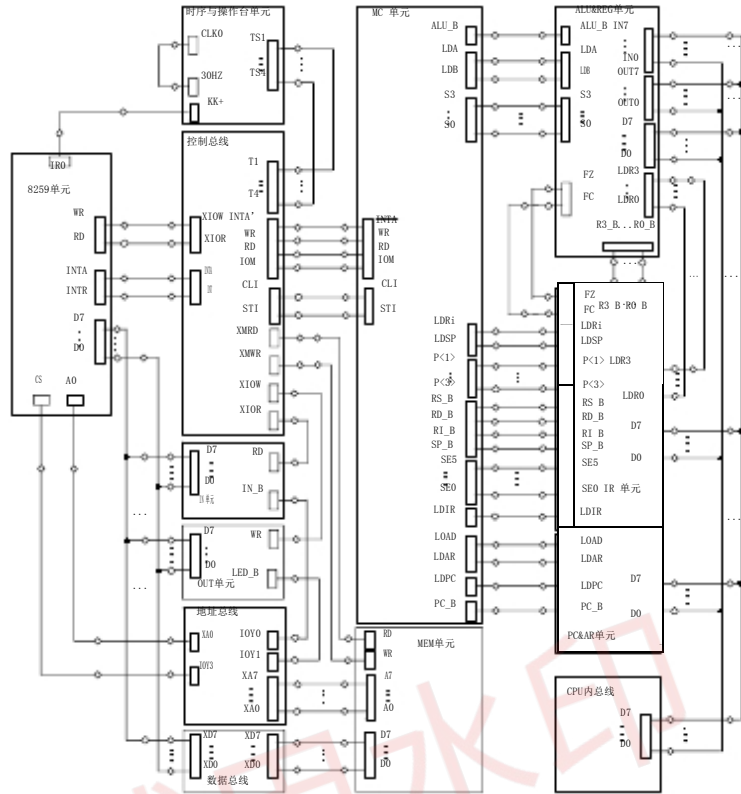 时序与操作台单元
CLK0
TS1
30HZ
TS4
KK+
控制总线
T1
T4
XIOW INTA'
XIOR
WR
RD
IOM
CLI
STI
XMRD
XMWR
XIOW
XIOR
IR0
8259单元
WR
RD
INTA
INTR
D7
D0
CS
A0
D7
D0
RD
IN_B
IN单元
D7
D0
WR
LED_B
OUT单元
地址总线
XA0
IOY3
IOY0
IOY1
XA7
XA0
XD7
XD0
XD7
XD0
数据总线
MC 单元
ALU_B
LDA
LDB
S3
S0
INTA
WR
RD
IOM
CLI
STI
LDRi
LDSP
P<1>
P<3>
RS_B
RD_B
RI_B
SP_B
SE5
SE0
LDIR
LOAD
LDAR
LDPC
PC_B
RD
WR
A7
A0
MEM单元
D7
D0
ALU&REG单元
ALU_B IN7
LDA
IN0
LDB
OUT7
S3
OUT0
S0
D7
D0
FZ
LDR3
FC
LDR0
R3_B...R0_B
FZ
FC R3 B·R0 B
LDRi
LDSP
P<1> LDR3
P<3>
LDR0
RS B
RD_B
D7
RI B
SP_B
D0
SE5
SE0 IR 单元
LDIR
LOAD
LDAR
LDPC
D7
PC_B
D0
PC&AR单元
CPU内总线
D7
D0